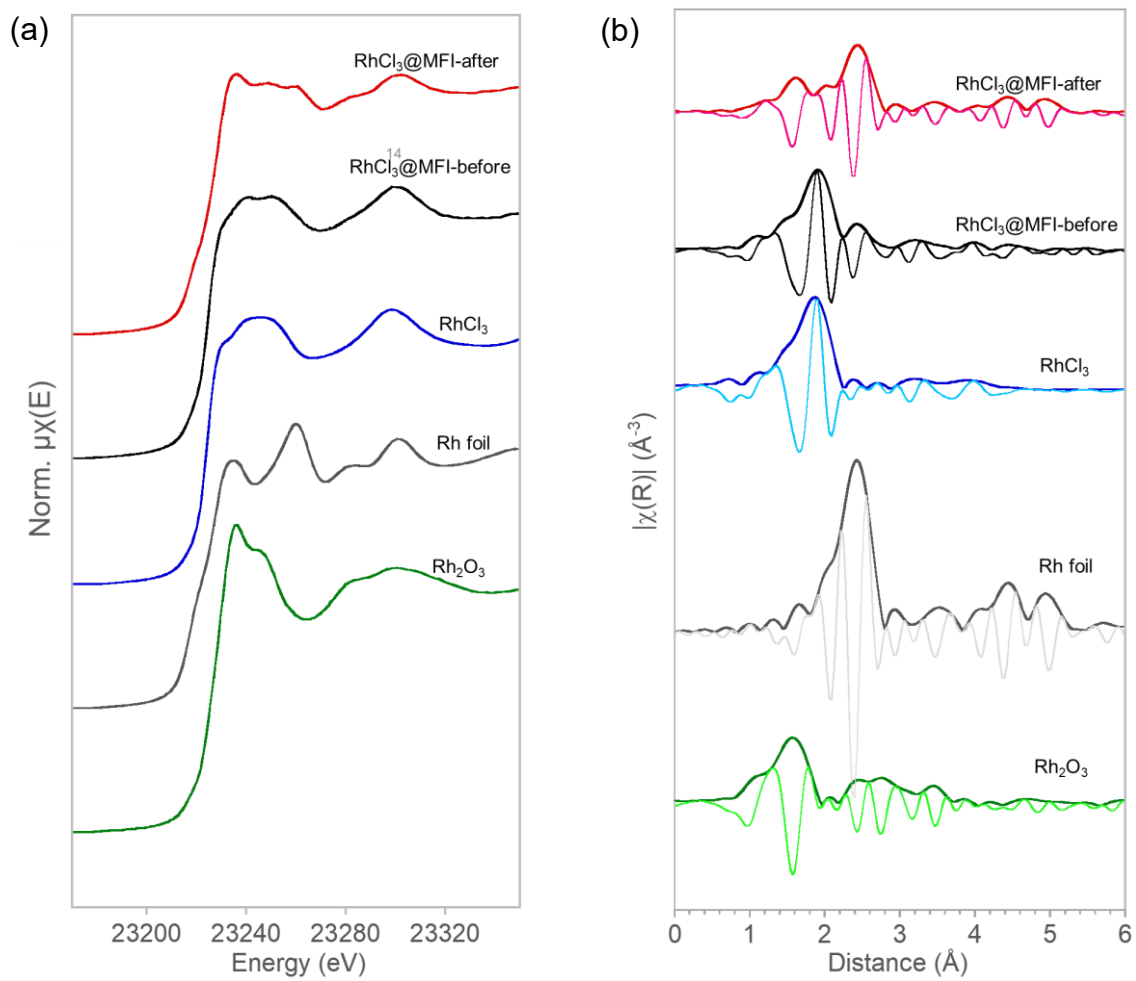 (a)
Norm. μχ(E)
RhCl₃@MFI-after
14
RhCl₃@MFI-before
RhCl₃
Rh foil
Rh₂O₃
23200 23240 23280 23320
Energy (eV)
(b)
|χ(R)| (Å⁻³)
RhCl₃@MFI-after
RhCl₃@MFI-before
RhCl₃
Rh foil
Rh₂O₃
0 1 2 3 4 5 6
Distance (Å)